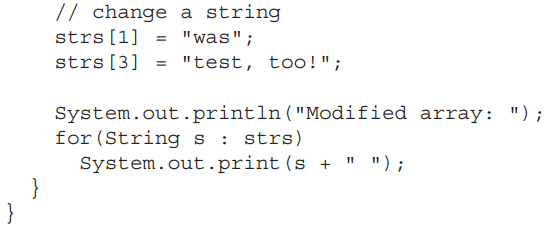 // change a string
strs[1] = "was";
strs[3] = "test, too!";
System.out.println("Modified array: ");
for(String s : strs)
System.out.print(s + " ");
}
}